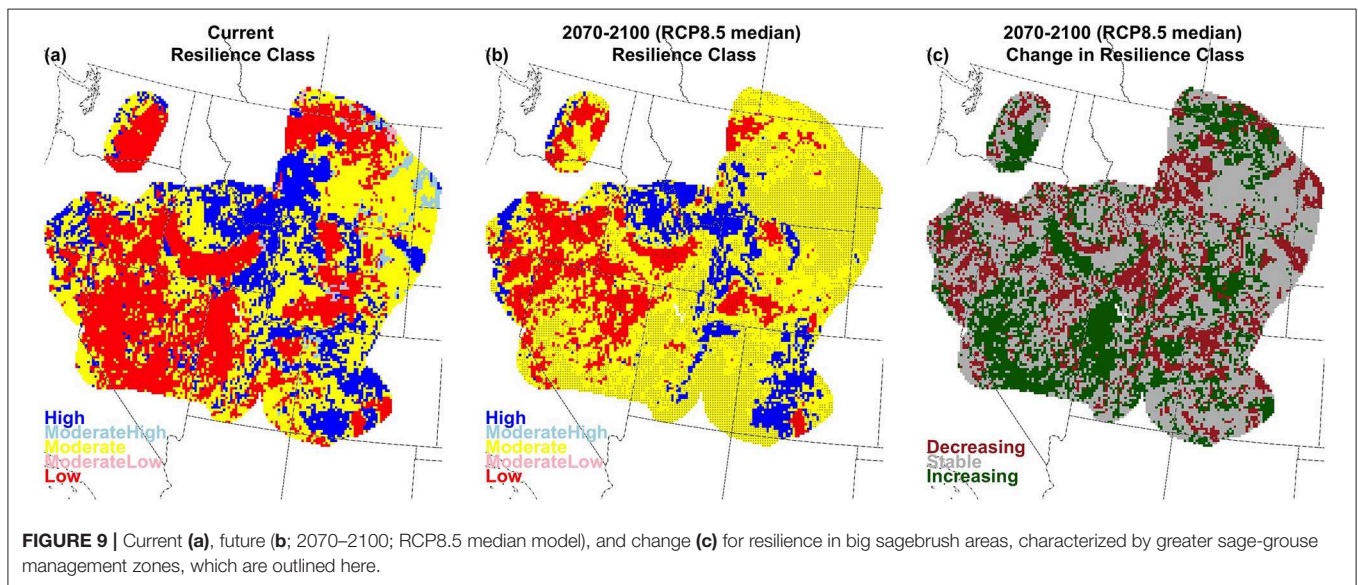 (a)
Current
Resilience Class
High
ModerateHigh
Moderate
ModerateLow
Low
(b)
2070-2100 (RCP8.5 median)
Resilience Class
High
ModerateHigh
Moderate
ModerateLow
Low
(c)
2070-2100 (RCP8.5 median)
Change in Resilience Class
Decreasing
Stable
Increasing
FIGURE 9 | Current (a), future (b; 2070–2100; RCP8.5 median model), and change (c) for resilience in big sagebrush areas, characterized by greater sage-grouse
management zones, which are outlined here.